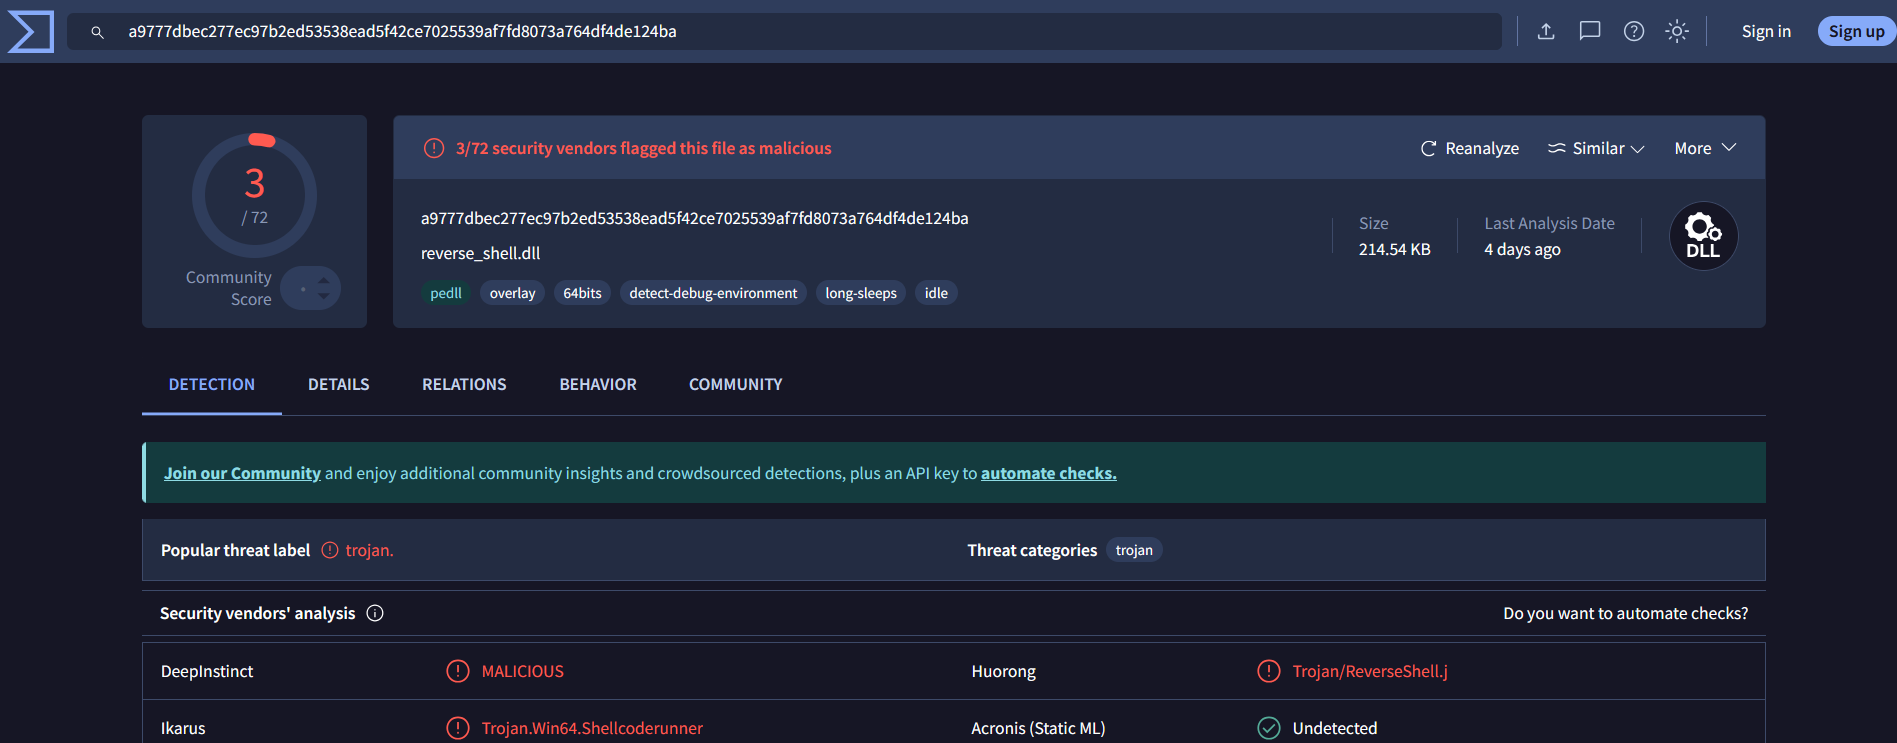 a9777dbec277ec97b2ed53538ead5f42ce7025539af7fd8073a764df4de124ba
Sign in
Sign up
3
/ 72
Community
Score
3/72 security vendors flagged this file as malicious
Reanalyze
Similar
More
a9777dbec277ec97b2ed53538ead5f42ce7025539af7fd8073a764df4de124ba
reverse_shell.dll
pedll overlay 64bits detect-debug-environment long-sleeps idle
Size
214.54 KB
Last Analysis Date
4 days ago
DLL
DETECTION DETAILS RELATIONS BEHAVIOR COMMUNITY
Join our Community and enjoy additional community insights and crowdsourced detections, plus an API key to automate checks.
Popular threat label trojan. Threat categories trojan
Security vendors' analysis Do you want to automate checks?
DeepInstinct MALICIOUS Huorong Trojan/ReverseShell.j
Ikarus Trojan.Win64.Shellcoderunner Acronis (Static ML) Undetected